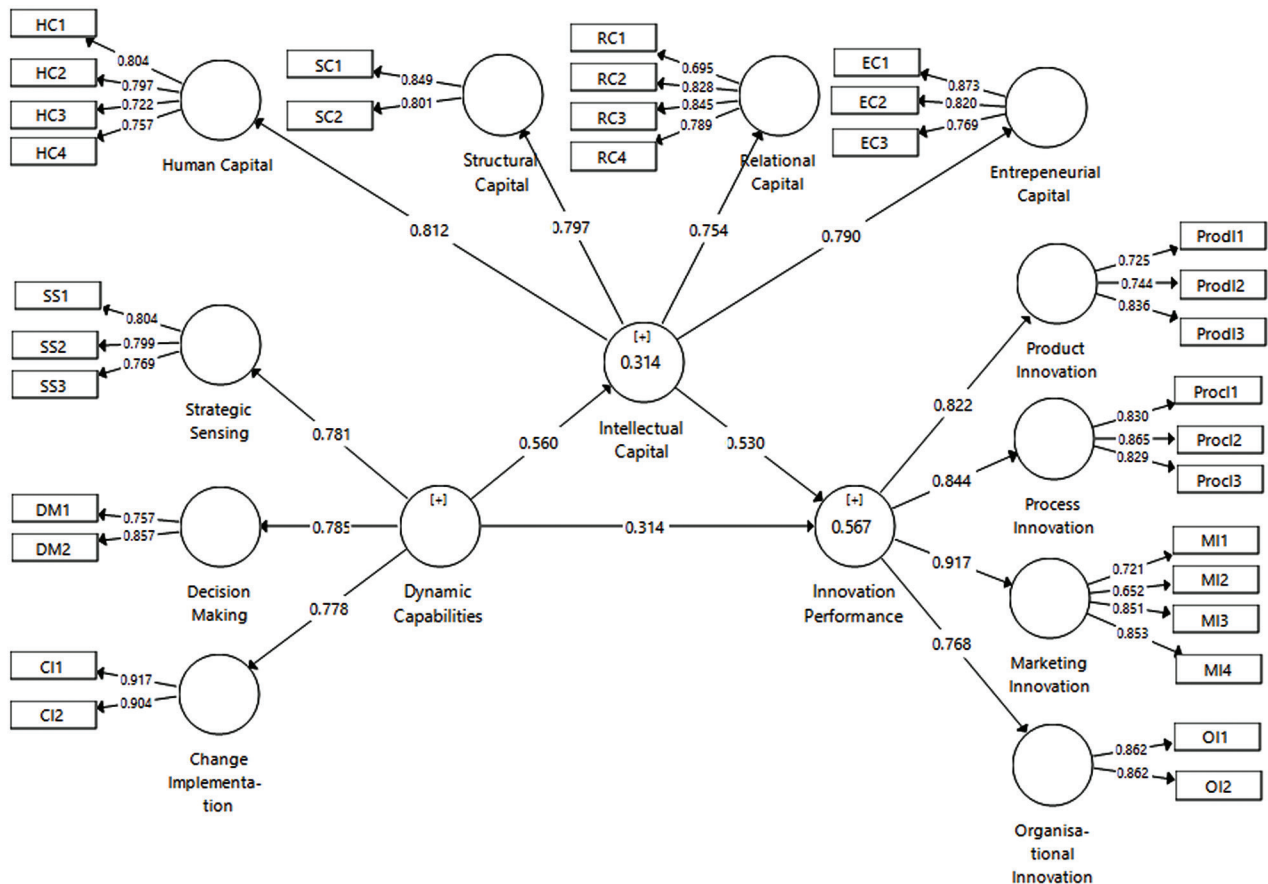 HC1
HC2
HC3
HC4
0.804
0.797
0.722
0.757
Human Capital
SC1
SC2
0.849
0.801
Structural
Capital
RC1
RC2
RC3
RC4
0.695
0.828
0.845
0.789
Relational
Capital
EC1
EC2
EC3
0.873
0.820
0.769
Entrepeneurial
Capital
0.812
0.797
0.754
0.790
SS1
SS2
SS3
0.804
0.799
0.769
Strategic
Sensing
[+]
0.314
Intellectual
Capital
ProdI1
ProdI2
ProdI3
0.725
0.744
0.836
Product
Innovation
0.781
0.560
0.530
0.822
ProcI1
ProcI2
ProcI3
0.830
0.865
0.829
Process
Innovation
DM1
DM2
0.757
0.857
Decision
Making
0.785
[+]
Dynamic
Capabilities
0.314
[+]
0.567
Innovation
Performance
0.844
0.917
MI1
MI2
MI3
MI4
0.721
0.652
0.851
0.853
Marketing
Innovation
0.778
0.768
CI1
CI2
0.917
0.904
Change
Implementa-
tion
OI1
OI2
0.862
0.862
Organisa-
tional
Innovation